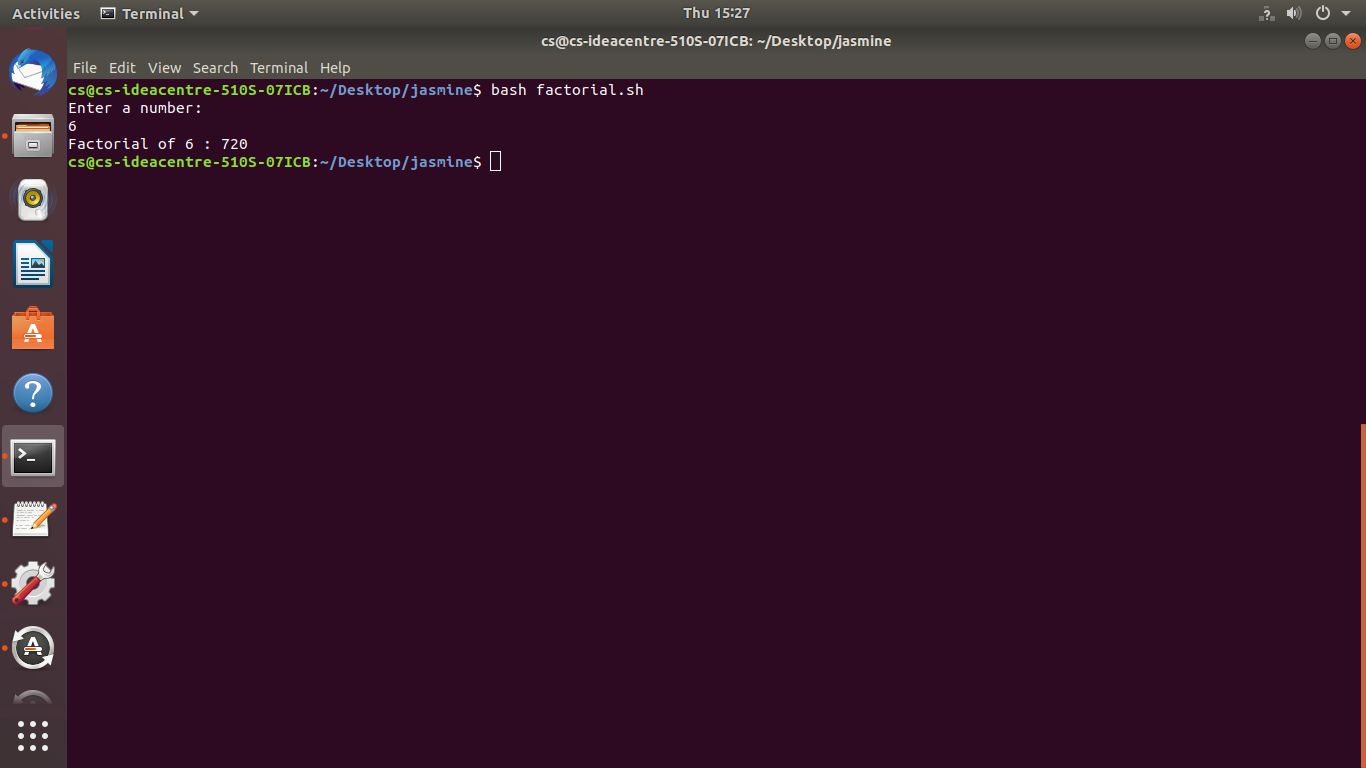 Activities Terminal Thu 15:27
cs@cs-ideacentre-510S-07ICB: ~/Desktop/jasmine
File Edit View Search Terminal Help
cs@cs-ideacentre-510S-07ICB:~/Desktop/jasmine$ bash factorial.sh
Enter a number:
6
Factorial of 6 : 720
cs@cs-ideacentre-510S-07ICB:~/Desktop/jasmine$